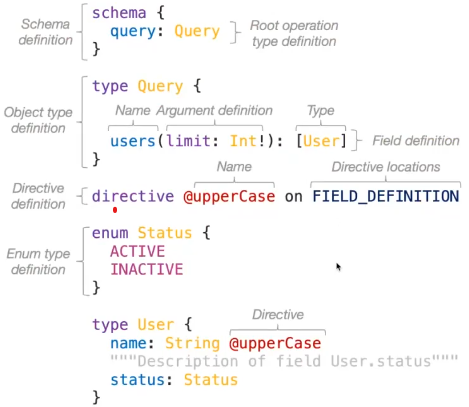 Schema definition
schema {
query: Query
}
Root operation type definition
Object type definition
type Query {
Name Argument definition Type
users(limit: Int!): [User]
Field definition
}
Name Directive locations
Directive definition
directive @upperCase on FIELD_DEFINITION
Enum type definition
enum Status {
ACTIVE
INACTIVE
}
type User {
Directive
name: String @upperCase
"""Description of field User.status"""
status: Status
}